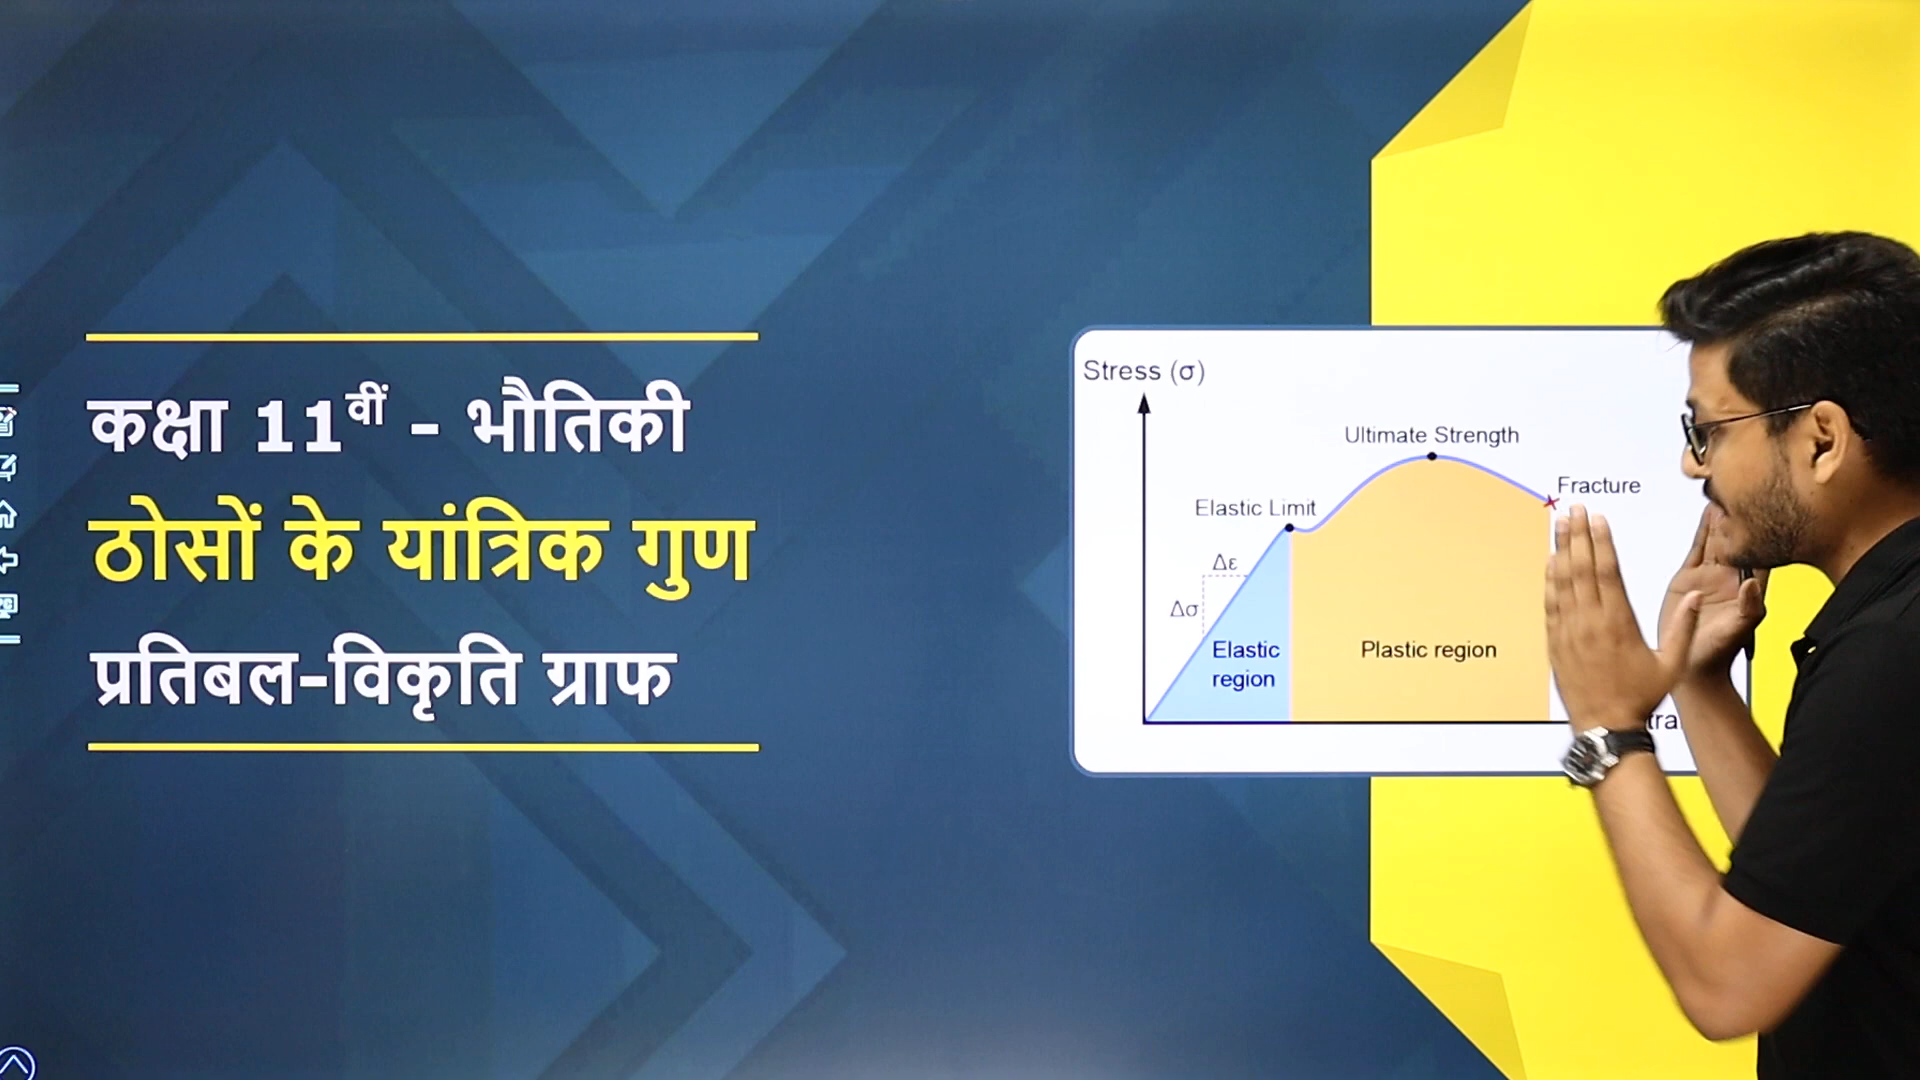 कक्षा 11वीं - भौतिकी
ठोसों के यांत्रिक गुण
प्रतिबल-विकृति ग्राफ
Stress (σ)
Ultimate Strength
Fracture
Elastic Limit
Δε
Δσ
Elastic
region
Plastic region